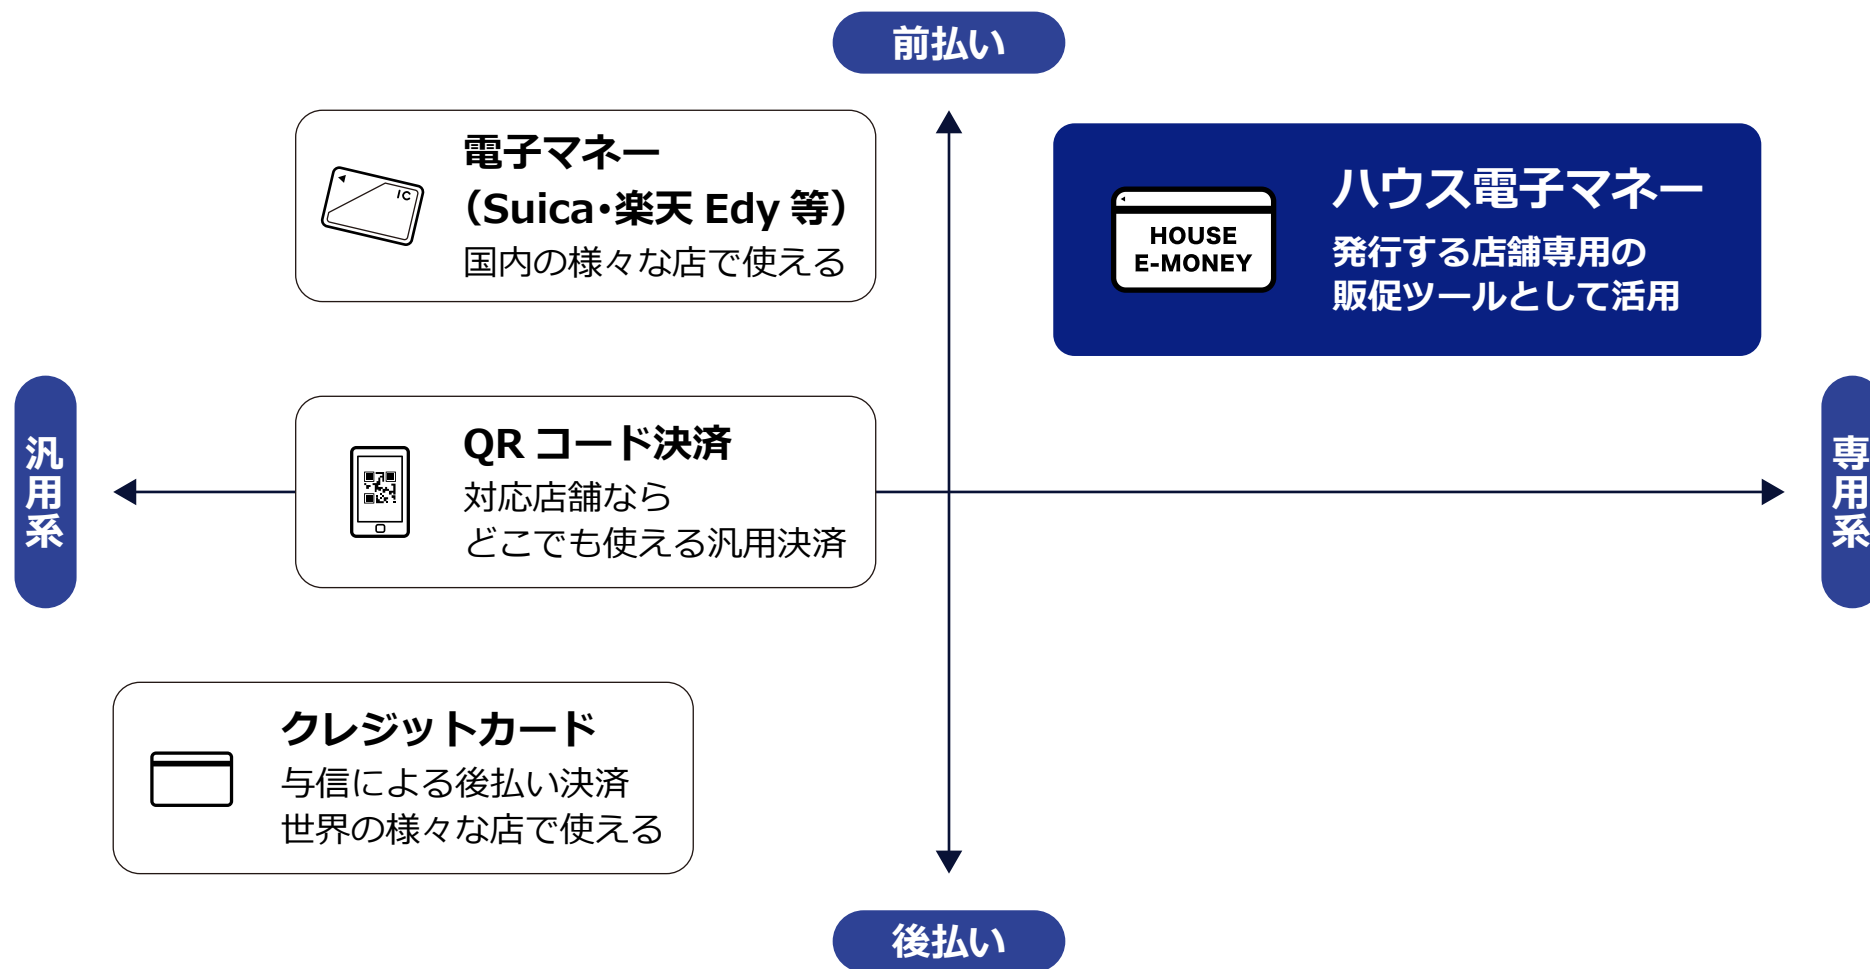 前払い
電子マネー
（Suica・楽天 Edy 等）
国内の様々な店で使える
IC
HOUSE
E-MONEY
ハウス電子マネー
発行する店舗専用の
販促ツールとして活用
汎用系
QR コード決済
対応店舗なら
どこでも使える汎用決済
専用系
クレジットカード
与信による後払い決済
世界の様々な店で使える
後払い